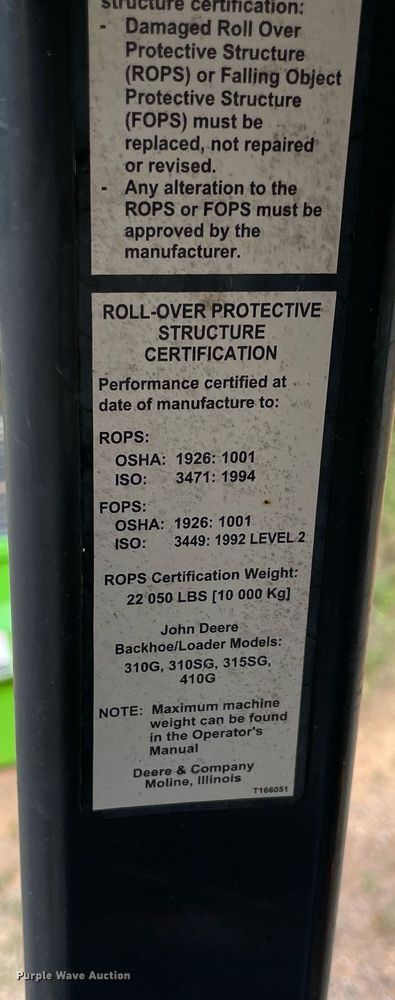 structure certification:
- Damaged Roll Over
Protective Structure
(ROPS) or Falling Object
Protective Structure
(FOPS) must be
replaced, not repaired
or revised.
- Any alteration to the
ROPS or FOPS must be
approved by the
manufacturer.
ROLL-OVER PROTECTIVE
STRUCTURE
CERTIFICATION
Performance certified at
date of manufacture to:
ROPS:
OSHA: 1926: 1001
ISO: 3471: 1994
FOPS:
OSHA: 1926: 1001
ISO: 3449: 1992 LEVEL 2
ROPS Certification Weight:
22 050 LBS [10 000 Kg]
John Deere
Backhoe/Loader Models:
310G, 310SG, 315SG,
410G
NOTE: Maximum machine
weight can be found
in the Operator's
Manual
Deere & Company
Moline, Illinois
T166051
Purple Wave Auction